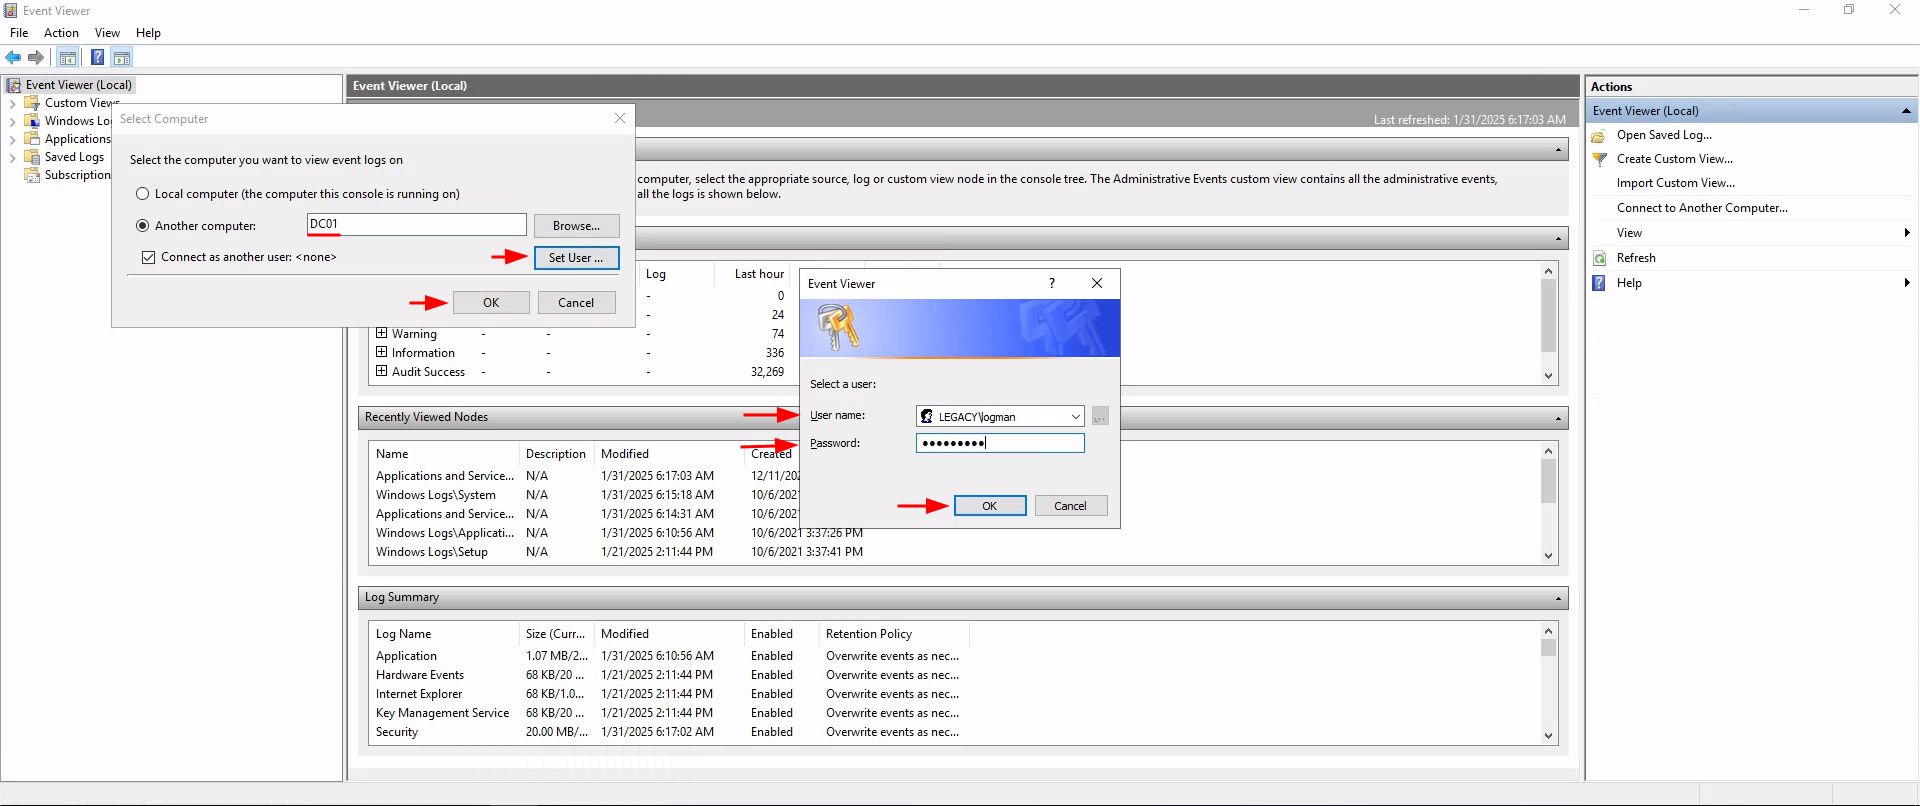 Event Viewer
File Action View Help
Event Viewer (Local)
Custom Views
Windows Lo
Applications
Saved Logs
Subscription
Select Computer
Select the computer you want to view event logs on
Local computer (the computer this console is running on)
Another computer: DC01 Browse...
Connect as another user: <none> Set User ...
OK Cancel
Event Viewer (Local)
Last refreshed: 1/31/2025 6:17:03 AM
computer, select the appropriate source, log or custom view node in the console tree. The Administrative Events custom view contains all the administrative events,
all the logs is shown below.
Log Last hour
- 0
- 24
Warning - - - 74
Information - - - 336
Audit Success - - - 32,269
Event Viewer ?
Select a user:
User name: LEGACY\logman ...
Password: •••••••••
OK Cancel
Recently Viewed Nodes
Name Description Modified Created
Applications and Service... N/A 1/31/2025 6:17:03 AM 12/11/202
Windows Logs\System N/A 1/31/2025 6:15:18 AM 10/6/2021
Applications and Service... N/A 1/31/2025 6:14:31 AM 10/6/2021
Windows Logs\Applicati... N/A 1/31/2025 6:10:56 AM 10/6/2021 3:37:26 PM
Windows Logs\Setup N/A 1/21/2025 2:11:44 PM 10/6/2021 3:37:41 PM
Log Summary
Log Name Size (Curr... Modified Enabled Retention Policy
Application 1.07 MB/2... 1/31/2025 6:10:56 AM Enabled Overwrite events as nec...
Hardware Events 68 KB/20 ... 1/21/2025 2:11:44 PM Enabled Overwrite events as nec...
Internet Explorer 68 KB/1.0... 1/21/2025 2:11:44 PM Enabled Overwrite events as nec...
Key Management Service 68 KB/20 ... 1/21/2025 2:11:44 PM Enabled Overwrite events as nec...
Security 20.00 MB/... 1/31/2025 6:17:02 AM Enabled Overwrite events as nec...
Actions
Event Viewer (Local)
Open Saved Log...
Create Custom View...
Import Custom View...
Connect to Another Computer...
View
Refresh
Help